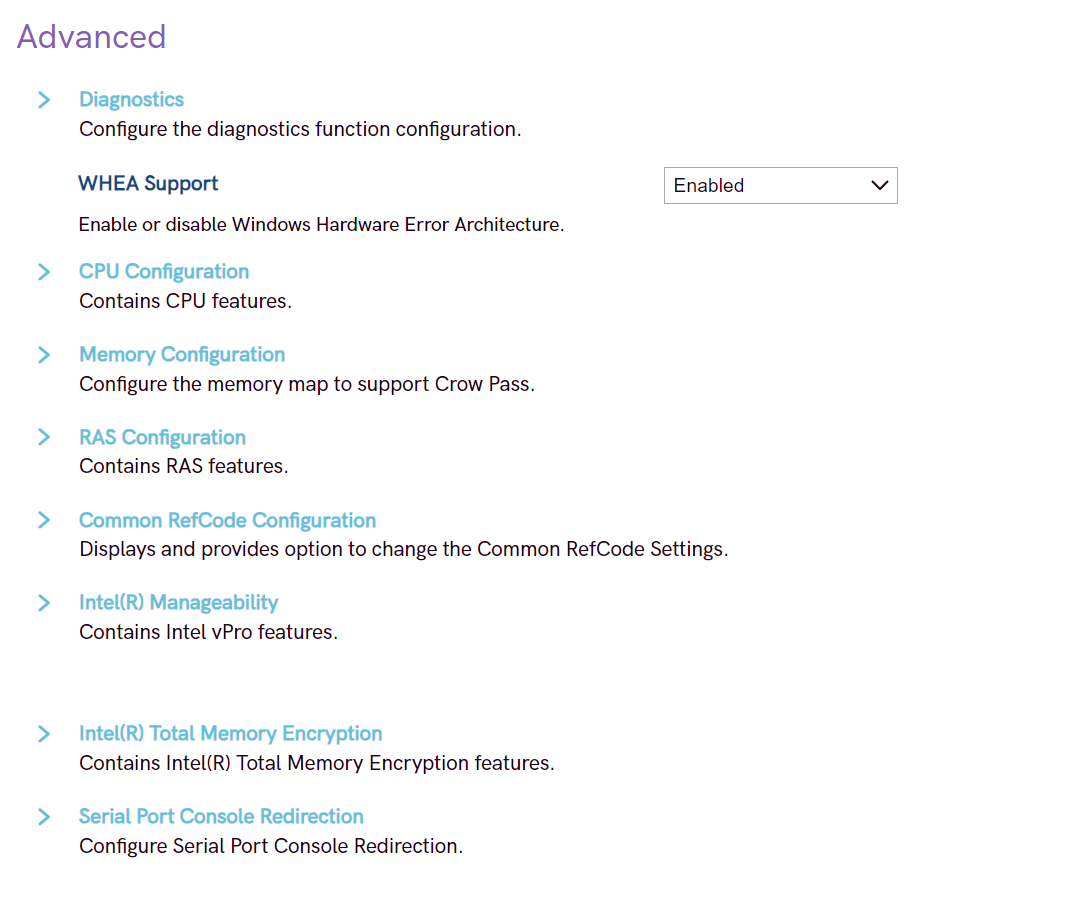 Advanced
Diagnostics
Configure the diagnostics function configuration.
WHEA Support
Enabled
Enable or disable Windows Hardware Error Architecture.
CPU Configuration
Contains CPU features.
Memory Configuration
Configure the memory map to support Crow Pass.
RAS Configuration
Contains RAS features.
Common RefCode Configuration
Displays and provides option to change the Common RefCode Settings.
Intel(R) Manageability
Contains Intel vPro features.
Intel(R) Total Memory Encryption
Contains Intel(R) Total Memory Encryption features.
Serial Port Console Redirection
Configure Serial Port Console Redirection.